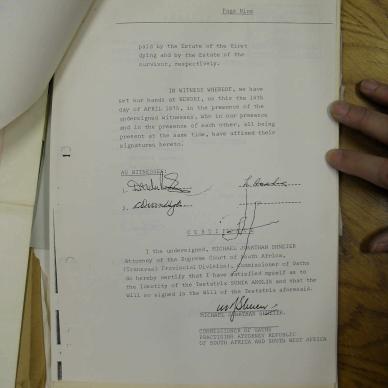 Page Nine
paid by the Estate of the first
dying and by the Estate of the
survivor, respectively.
IN WITNESS WHEREOF, we have
set our hands at this the 14th
day of APRIL 1975, in the presence of the
undersigned witnesses, who in our presence
and in the presence of each other, all being
present at the same time, have affixed their
signatures hereto.
AS WITNESSES:
1.
2.
I the undersigned, MICHAEL JONATHAN
Attorney of the Supreme Court of South Africa,
(Transvaal Provincial Division), Commissioner of Oaths
do hereby certify that I have satisfied myself as to
the identity of the Testatrix and that the
will so signed is the Will of the Testatrix aforesaid.
MICHAEL JONATHAN
COMMISSIONER OF OATHS
PRACTISING ATTORNEY REPUBLIC
OF SOUTH AFRICA AND SOUTH WEST AFRICA